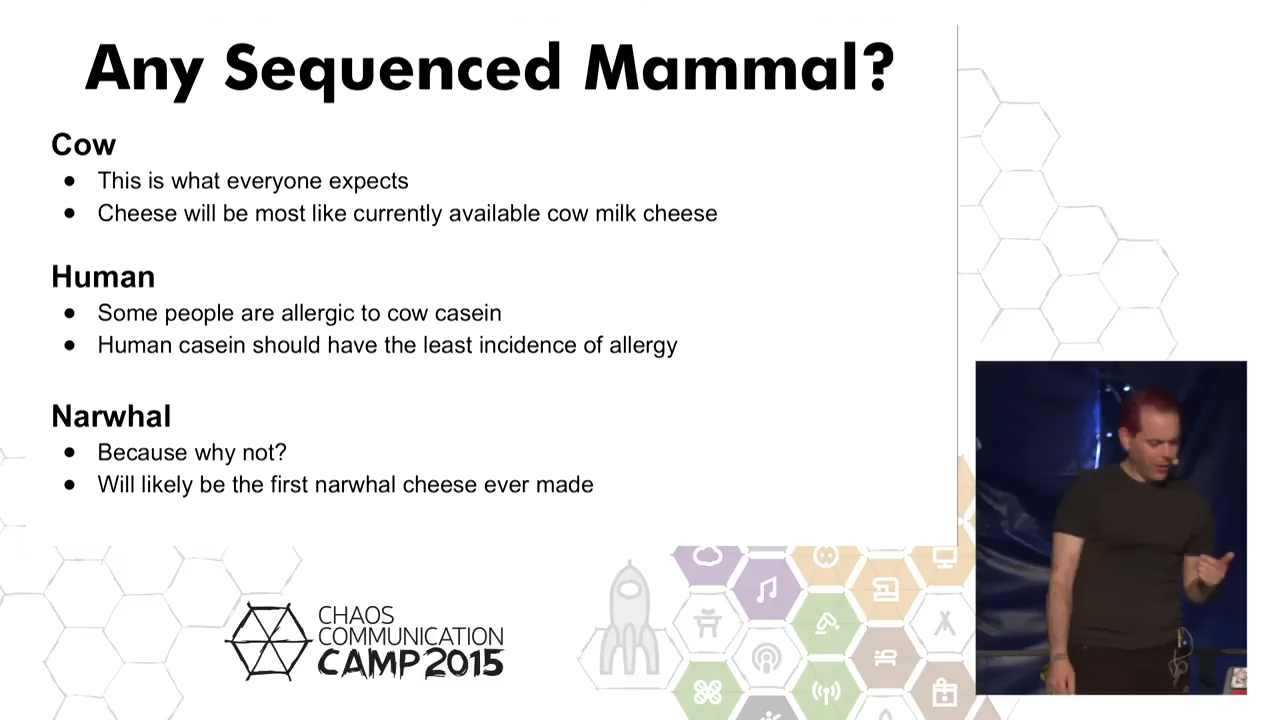 Any Sequenced Mammal?
Cow
● This is what everyone expects
● Cheese will be most like currently available cow milk cheese
Human
● Some people are allergic to cow casein
● Human casein should have the least incidence of allergy
Narwhal
● Because why not?
● Will likely be the first narwhal cheese ever made
CHAOS
COMMUNICATION
CAMP 2015